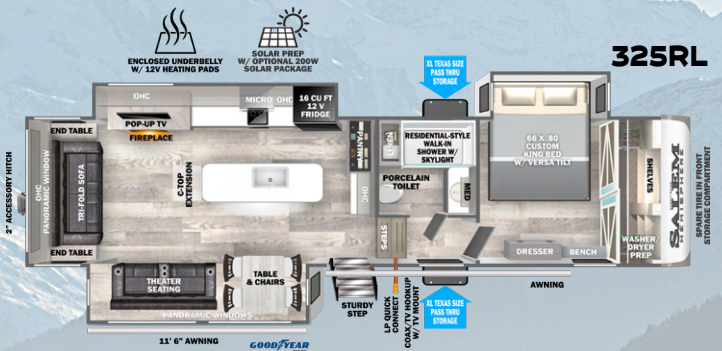 325RL
ENCLOSED UNDERBELLY
W/ 12V HEATING PADS
SOLAR PREP
W/ OPTIONAL 200W
SOLAR PACKAGE
XL TEXAS SIZE
PASS THRU
STORAGE
OHC
MICRO
OHC
16 CU FT
12 V
FRIDGE
POP-UP TV
FIREPLACE
END TABLE
OHC
PANORAMIC WINDOW
TRI-FOLD SOFA
END TABLE
2" ACCESSORY HITCH
C-TOP
EXTENSION
PANTRY
OHC
LINEN
RESIDENTIAL-STYLE
WALK-IN
SHOWER W/
SKYLIGHT
PORCELAIN
TOILET
MED
STEPS
66 X 80
CUSTOM
KING BED
W/ VERSA TILT
SHELVES
WASHER/
DRYER
PREP
DRESSER
BENCH
SALEM
HEMISPHERE
SPARE TIRE IN FRONT
STORAGE COMPARTMENT
THEATER
SEATING
TABLE
& CHAIRS
PANORAMIC WINDOWS
STURDY
STEP
LP QUICK
CONNECT
COAX/TV HOOKUP
W/ TV MOUNT
XL TEXAS SIZE
PASS THRU
STORAGE
AWNING
11' 6" AWNING
GOODYEAR